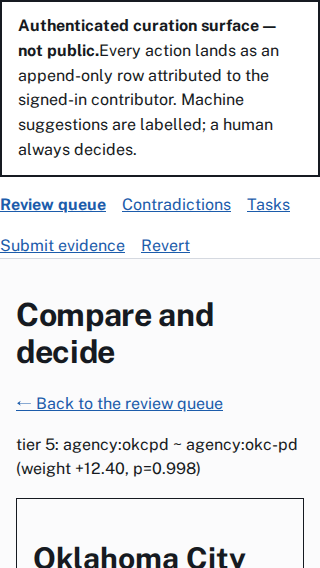 Authenticated curation surface —
not public.Every action lands as an
append-only row attributed to the
signed-in contributor. Machine
suggestions are labelled; a human
always decides.
Review queue Contradictions Tasks
Submit evidence Revert
Compare and
decide
← Back to the review queue
tier 5: agency:okcpd ~ agency:okc-pd
(weight +12.40, p=0.998)
Oklahoma City